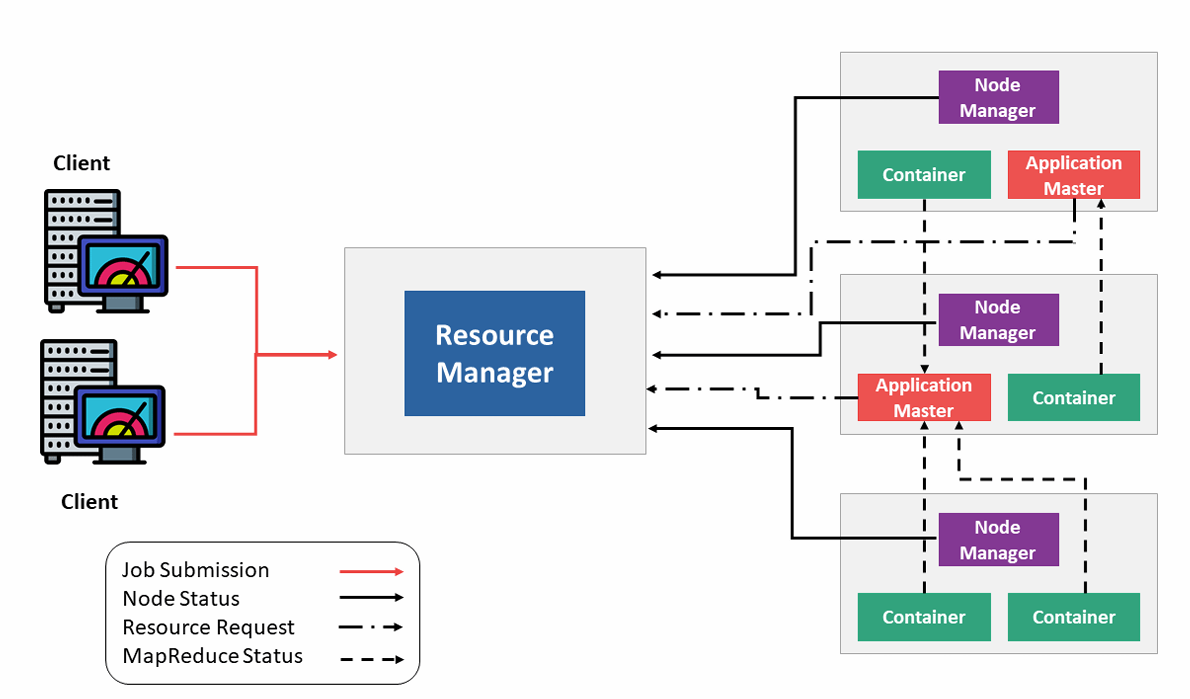 Client
Client
Resource
Manager
Node
Manager
Container
Application
Master
Node
Manager
Application
Master
Container
Node
Manager
Container
Container
Job Submission
Node Status
Resource Request
MapReduce Status